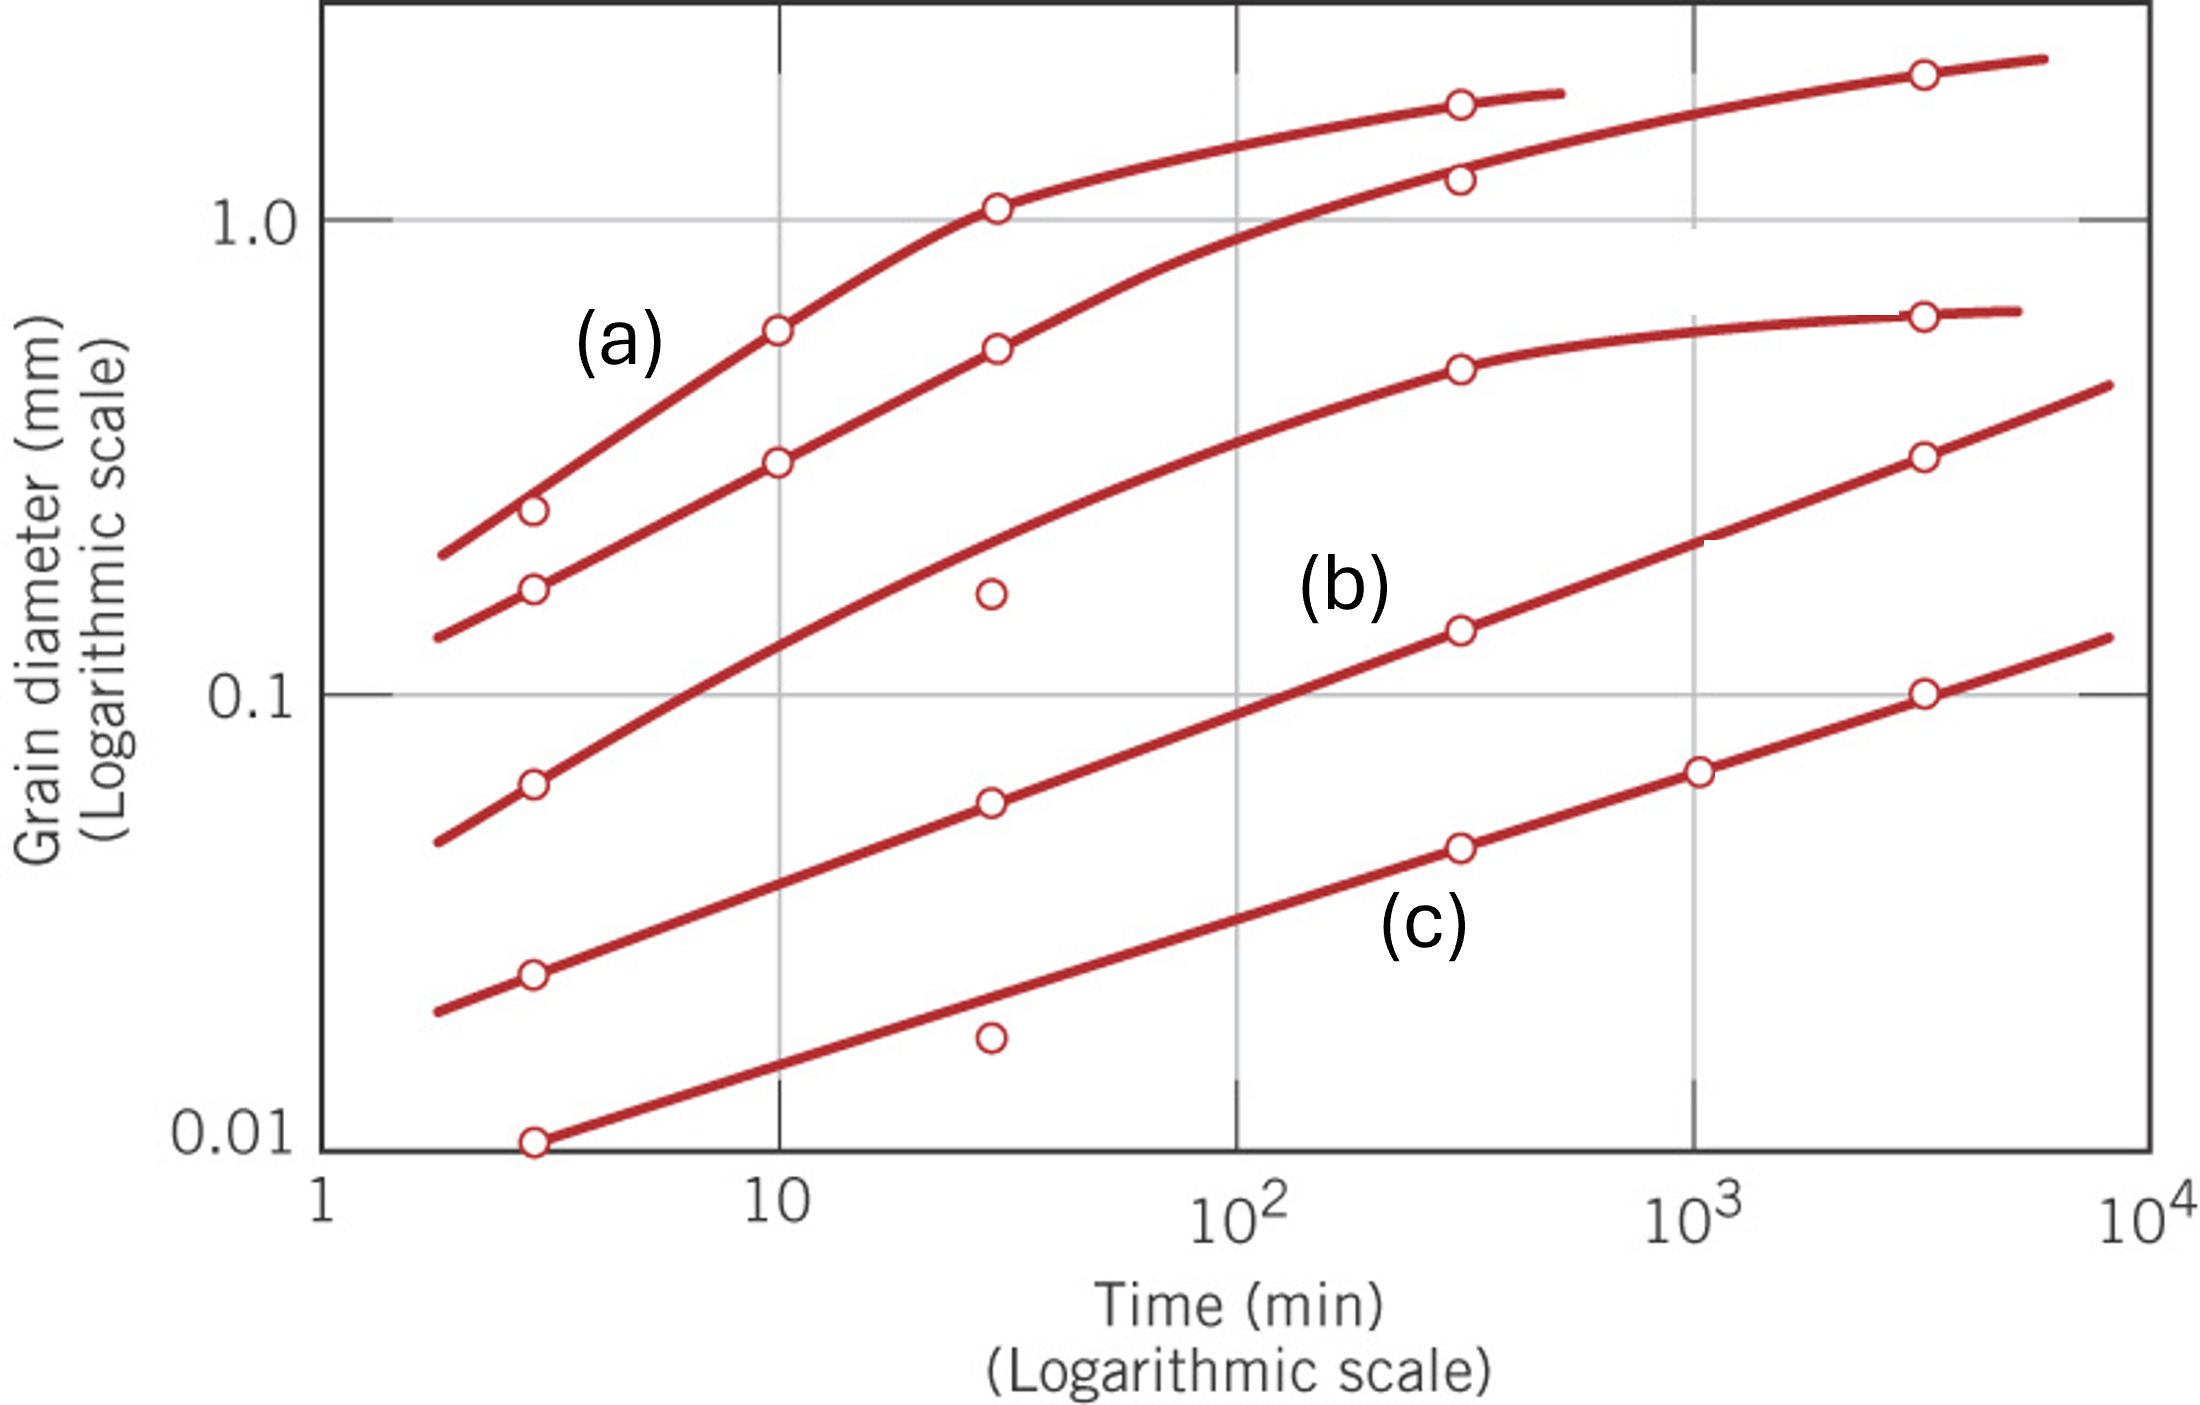 Grain diameter (mm)
(Logarithmic scale)
1.0
0.1
0.01
(a)
(b)
(c)
1
10
10²
10³
10⁴
Time (min)
(Logarithmic scale)